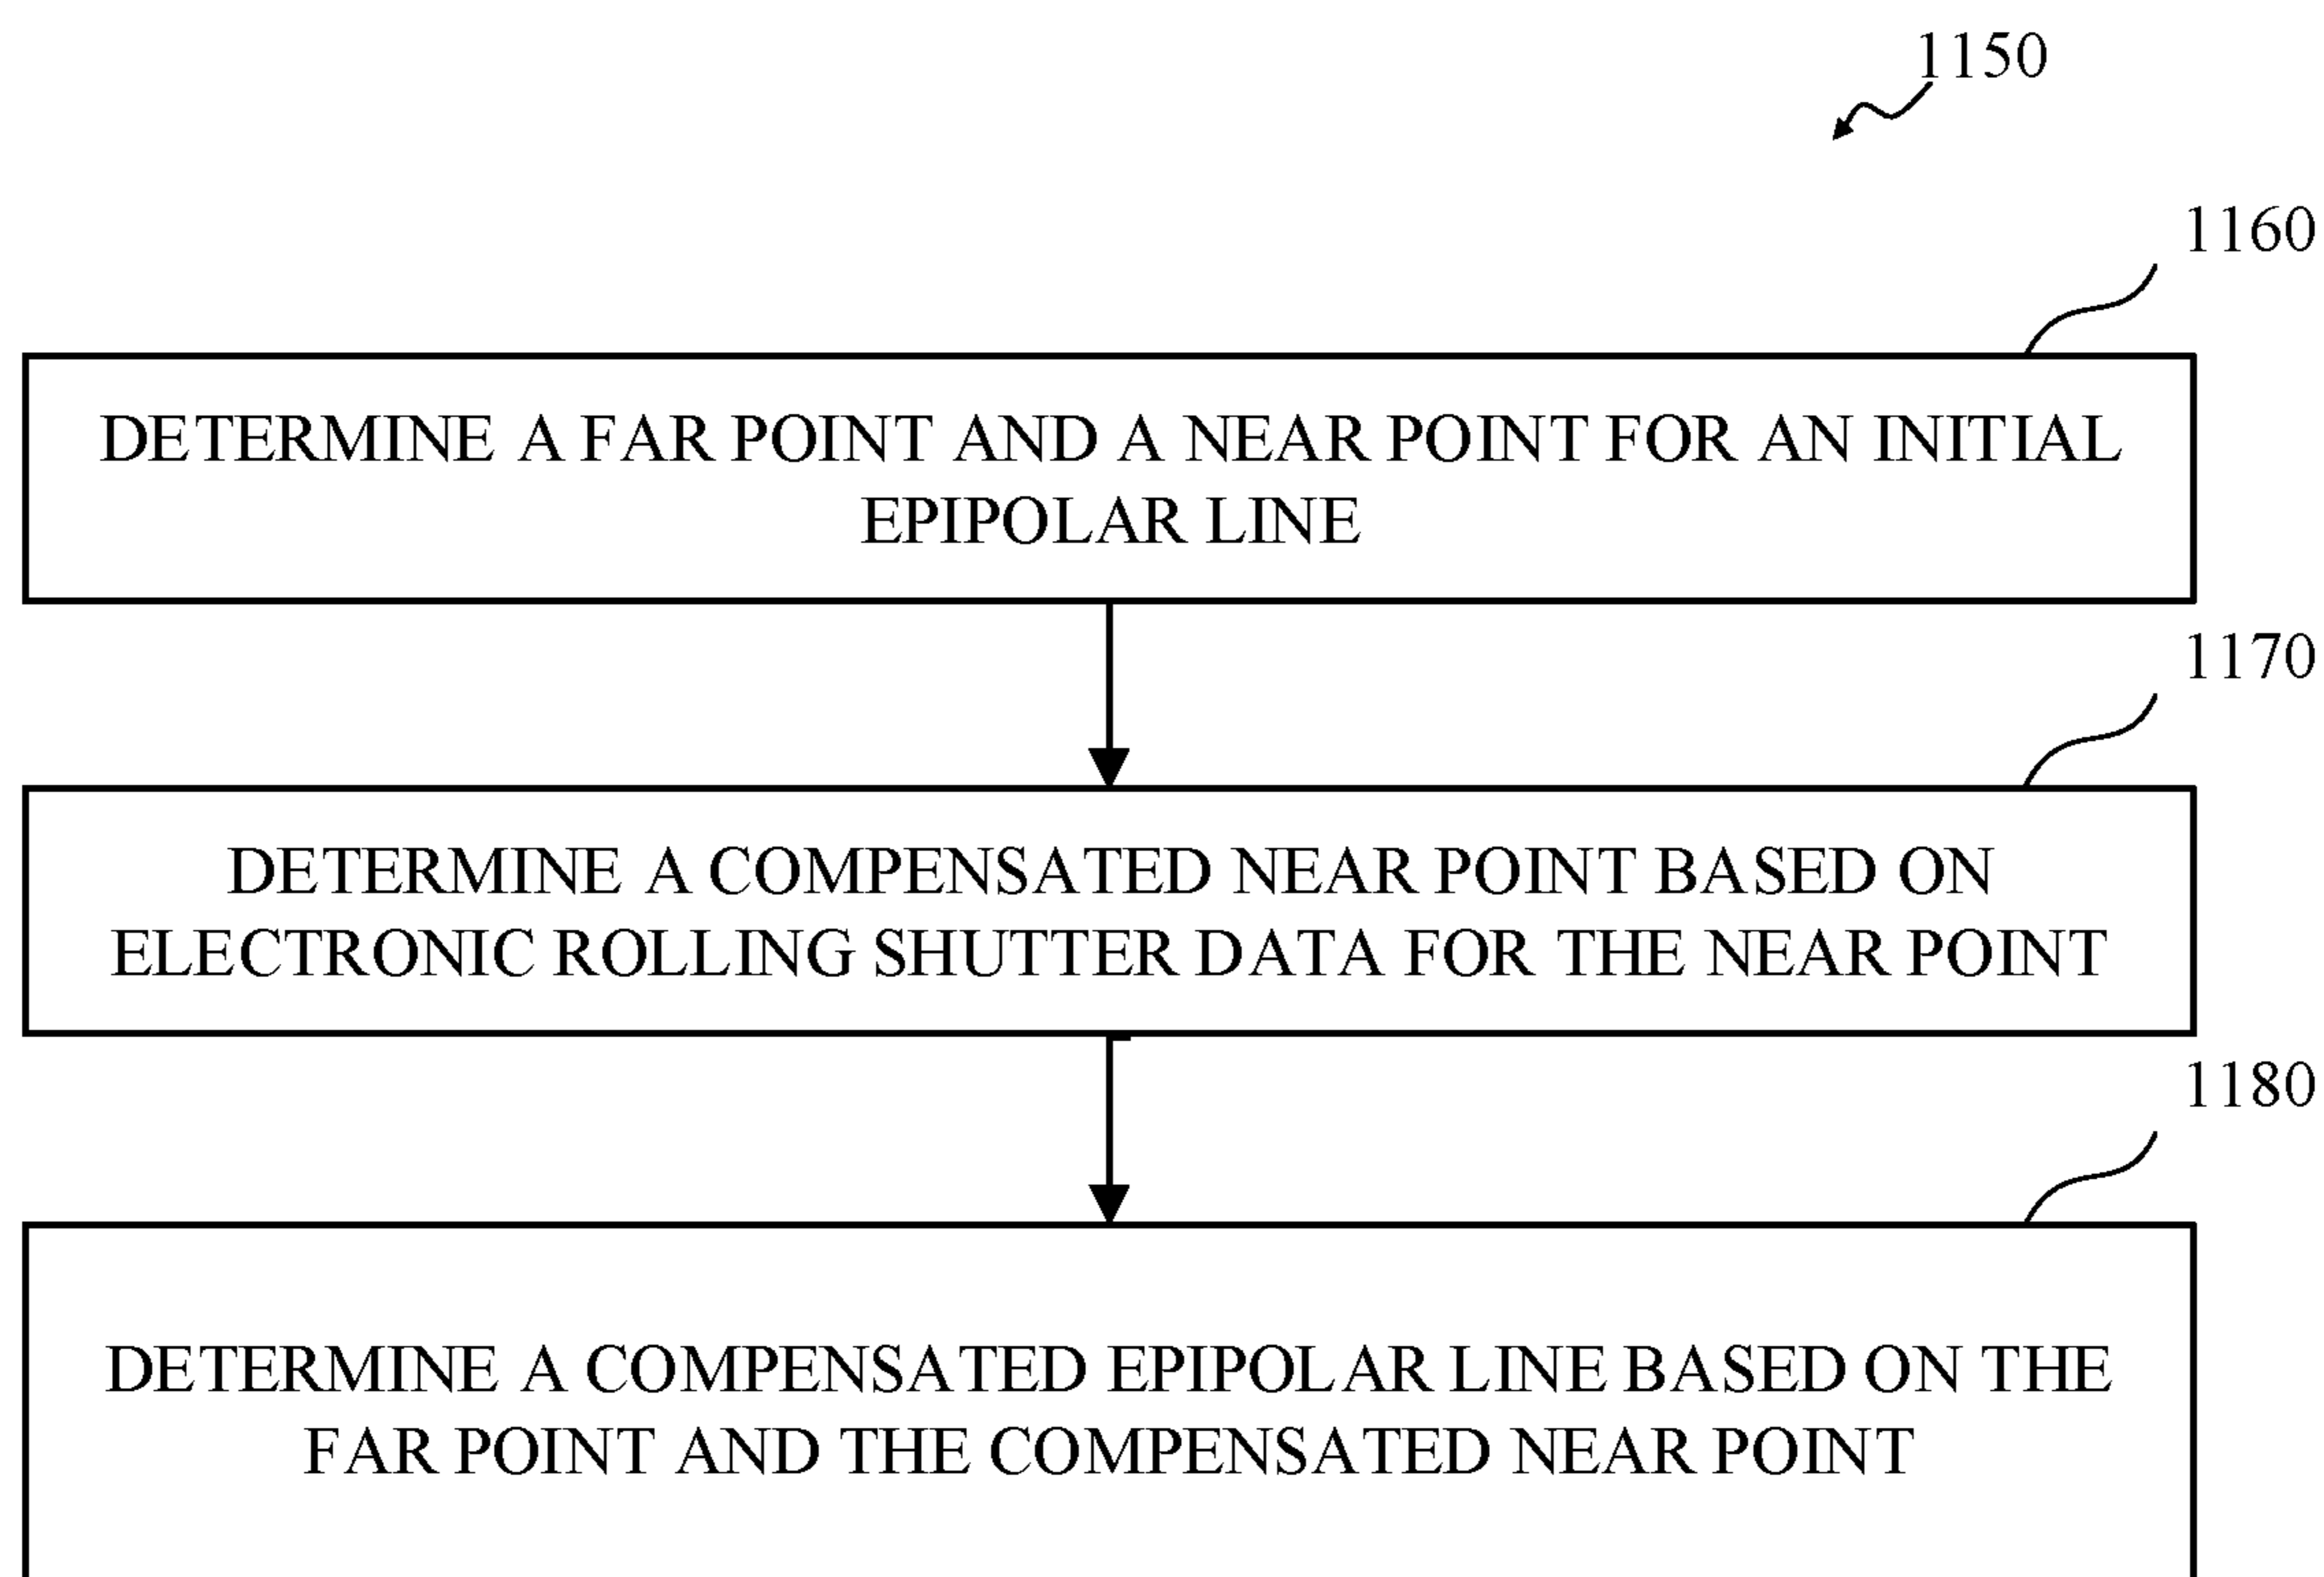 1150
1160
DETERMINE A FAR POINT AND A NEAR POINT FOR AN INITIAL
EPIPOLAR LINE
1170
DETERMINE A COMPENSATED NEAR POINT BASED ON
ELECTRONIC ROLLING SHUTTER DATA FOR THE NEAR POINT
1180
DETERMINE A COMPENSATED EPIPOLAR LINE BASED ON THE
FAR POINT AND THE COMPENSATED NEAR POINT